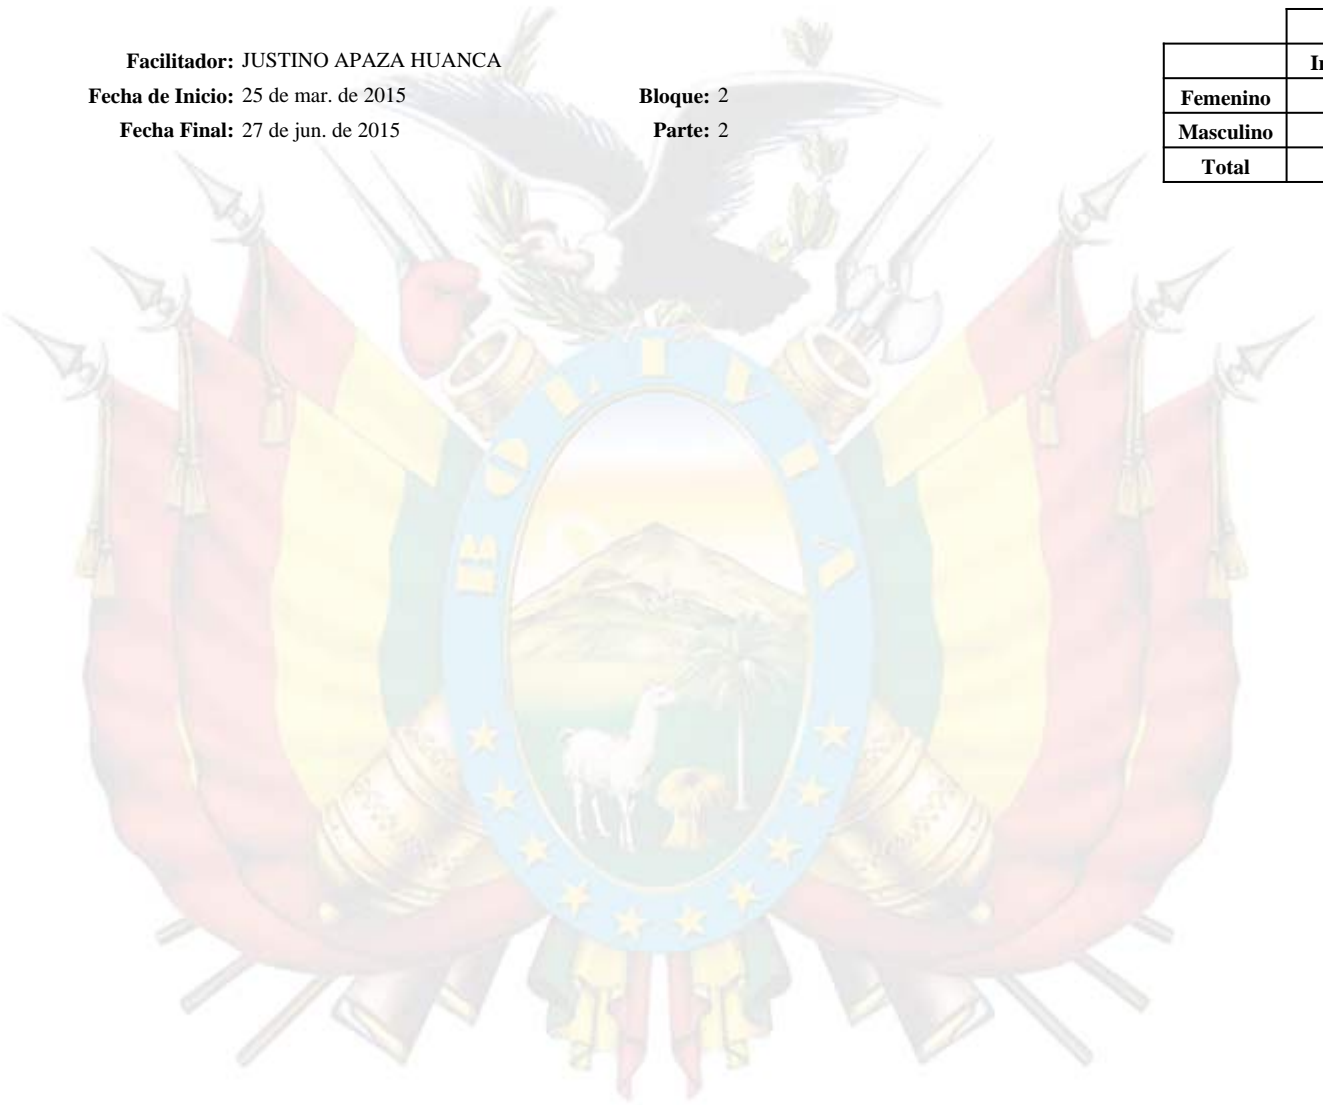 Facilitador: JUSTINO APAZA HUANCA
Fecha de Inicio: 25 de mar. de 2015 Bloque: 2
Fecha Final: 27 de jun. de 2015 Parte: 2
Femenino
Masculino
Total
BOLIVIA